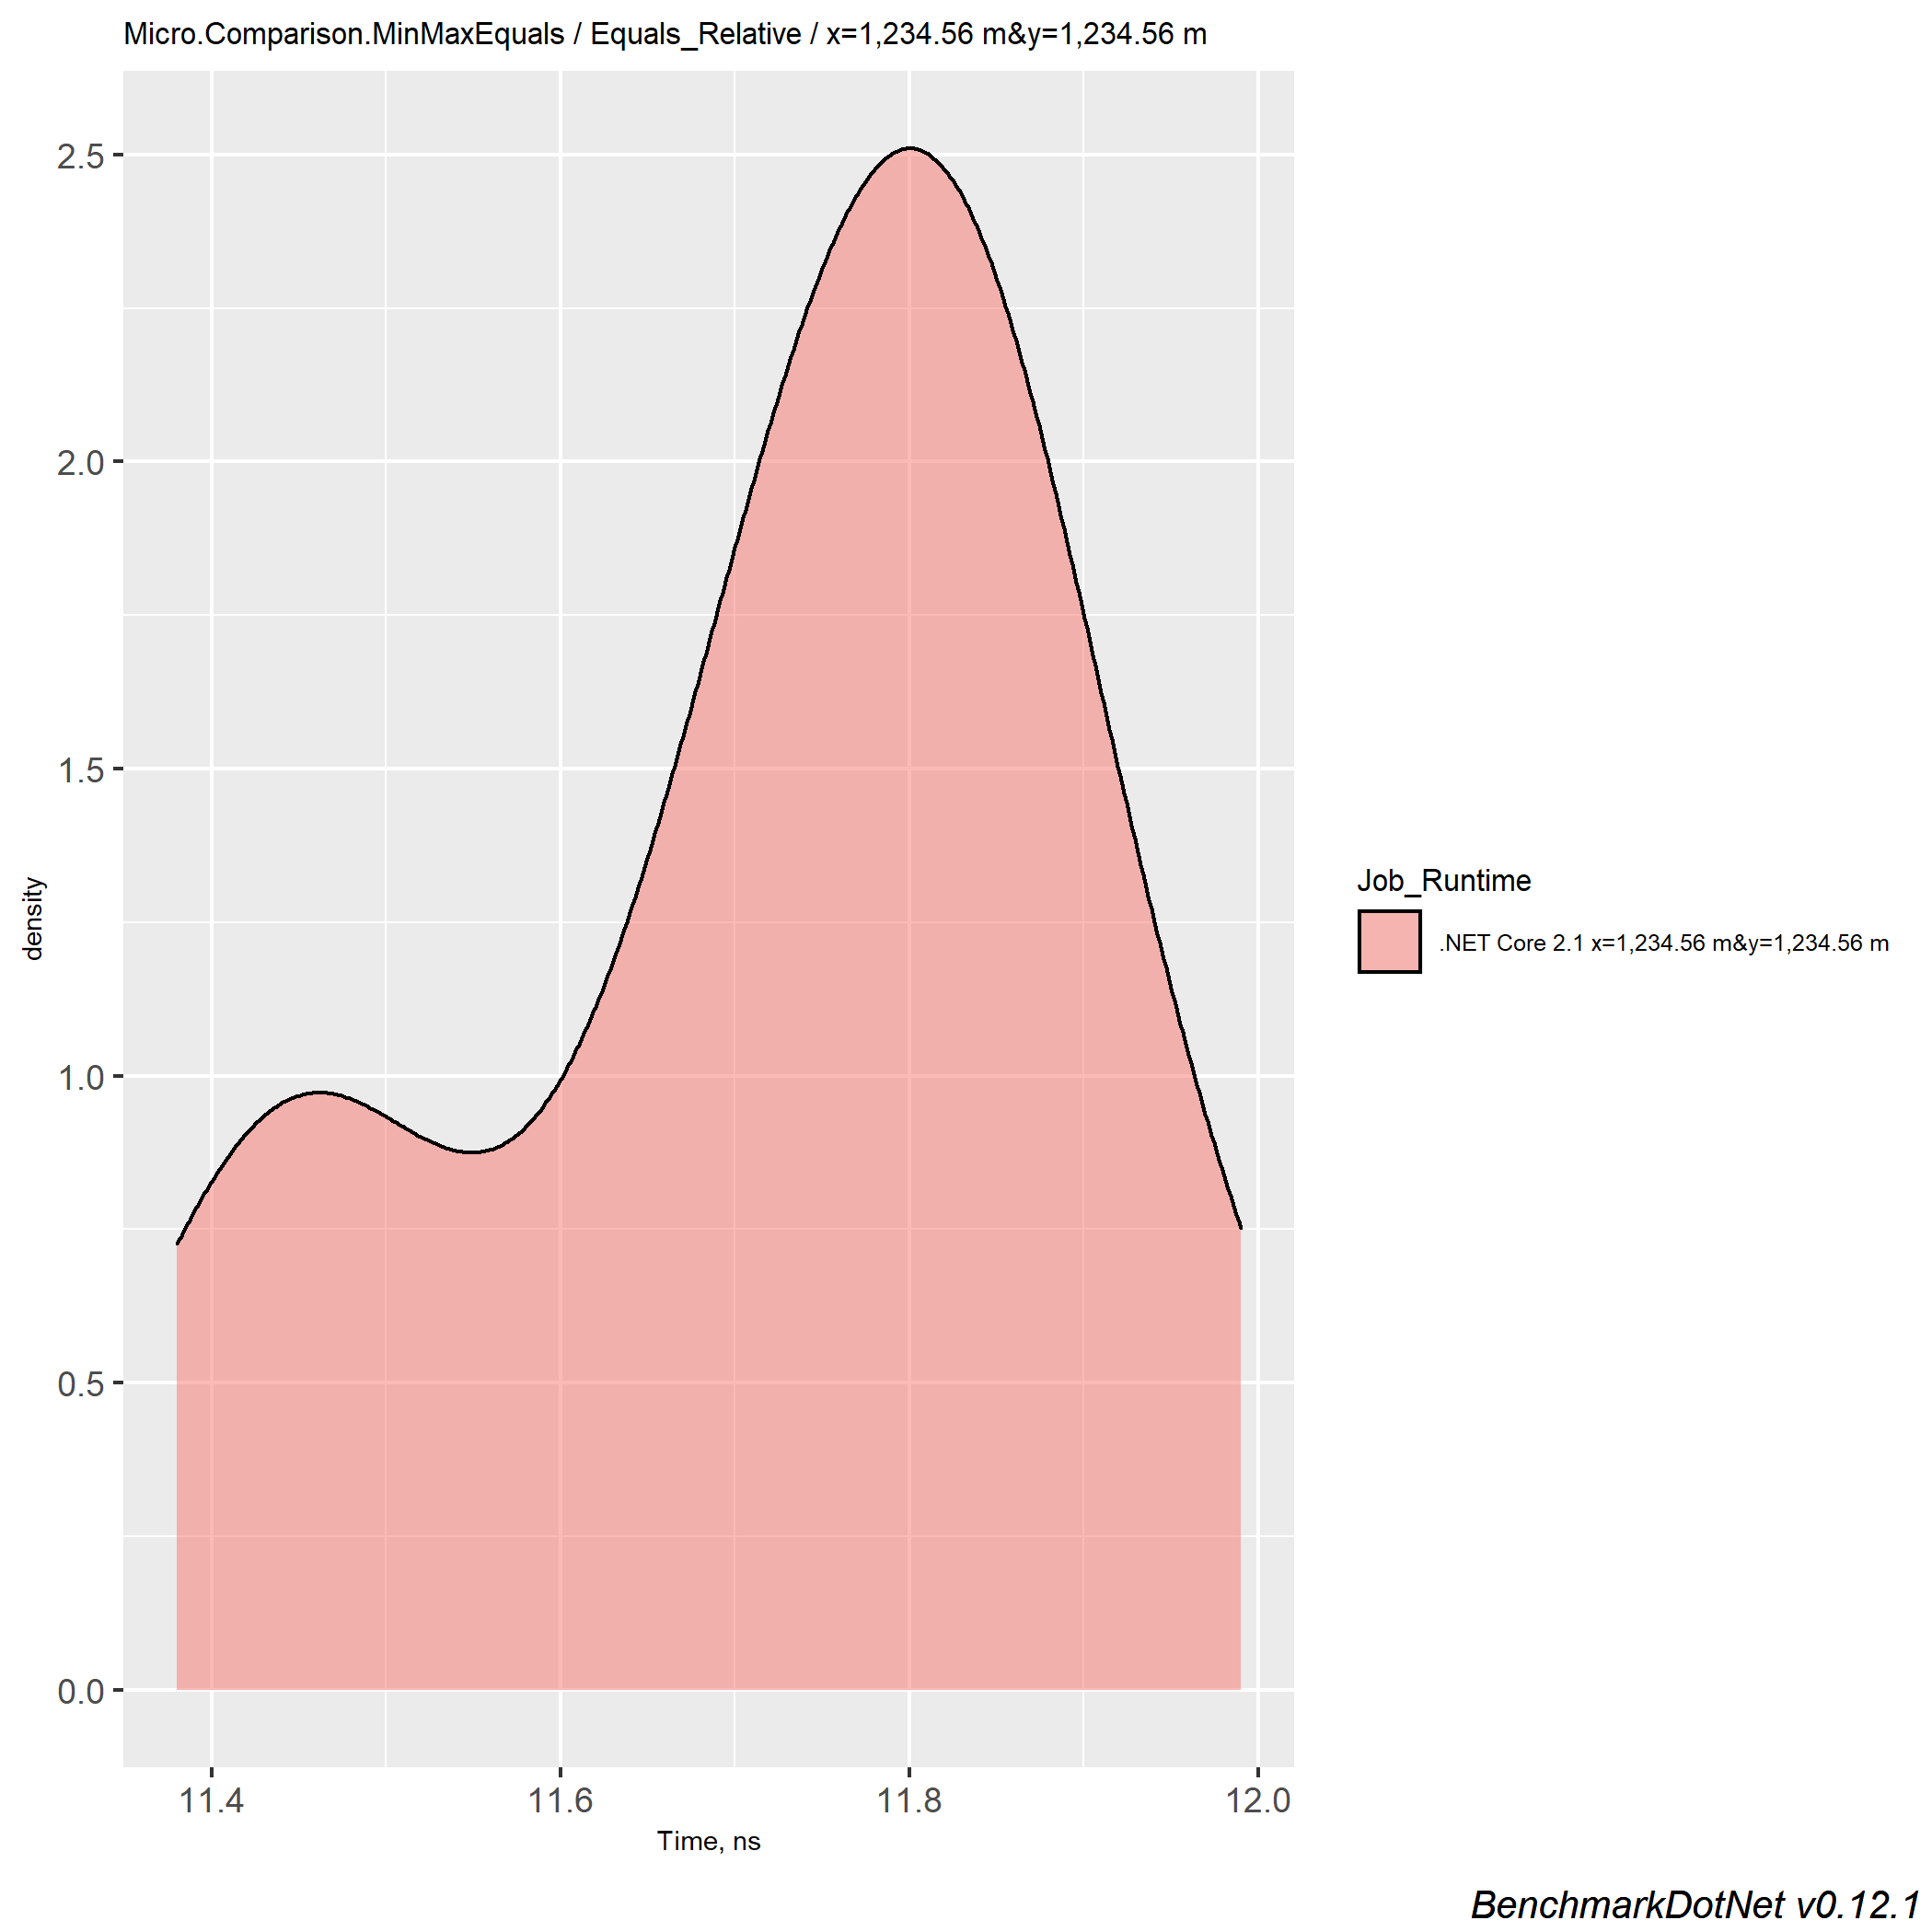 Micro.Comparison.MinMaxEquals / Equals_Relative / x=1,234.56 m&y=1,234.56 m
2.5
2.0
1.5
1.0
0.5
0.0
density
11.4
11.6
11.8
12.0
Time, ns
Job_Runtime
.NET Core 2.1 x=1,234.56 m&y=1,234.56 m
BenchmarkDotNet v0.12.1